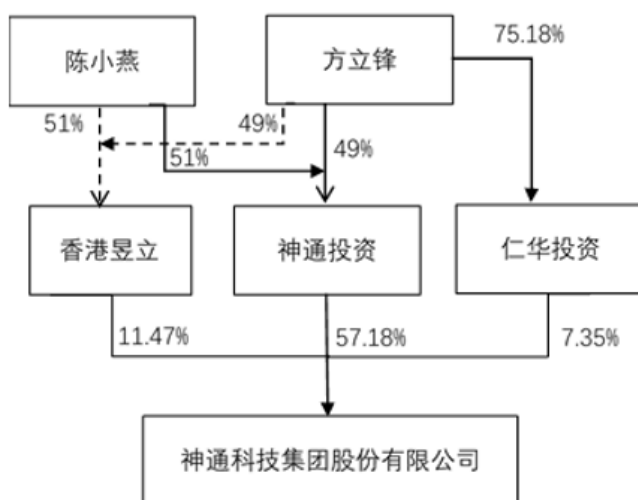 陈小燕
方立锋
75.18%
51%
49%
51%
49%
香港昱立
神通投资
仁华投资
11.47%
57.18%
7.35%
神通科技集团股份有限公司